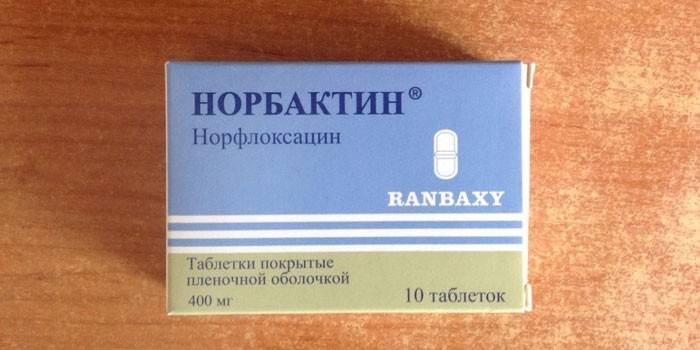 НОРБАКТИН®
Норфлоксацин
RANBAXY
Таблетки покрытые
пленочной оболочкой
400 мг
10 таблеток